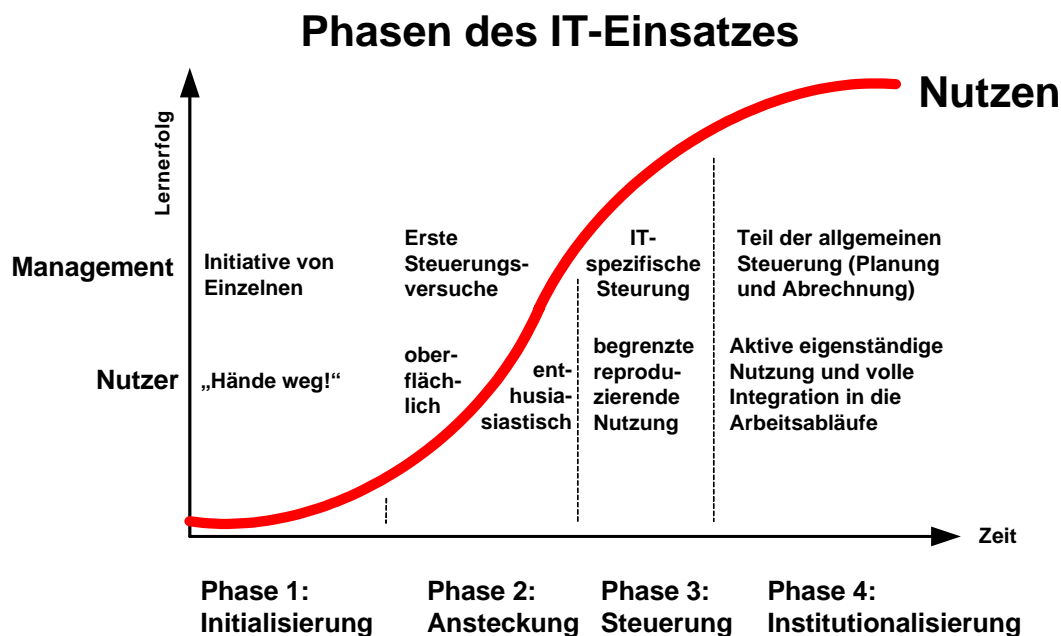 Phasen des IT-Einsatzes
Nutzen
Lernerfolg
Management
Initiative von
Einzelnen
Erste
Steuerungs-
versuche
IT-
spezifische
Steurung
Teil der allgemeinen
Steuerung (Planung
und Abrechnung)
Nutzer
„Hände weg!“
ober-
fläch-
lich
ent-
husia-
siastisch
begrenzte
reprodu-
zierende
Nutzung
Aktive eigenständige
Nutzung und volle
Integration in die
Arbeitsabläufe
Zeit
Phase 1:
Initialisierung
Phase 2:
Ansteckung
Phase 3:
Steuerung
Phase 4:
Institutionalisierung